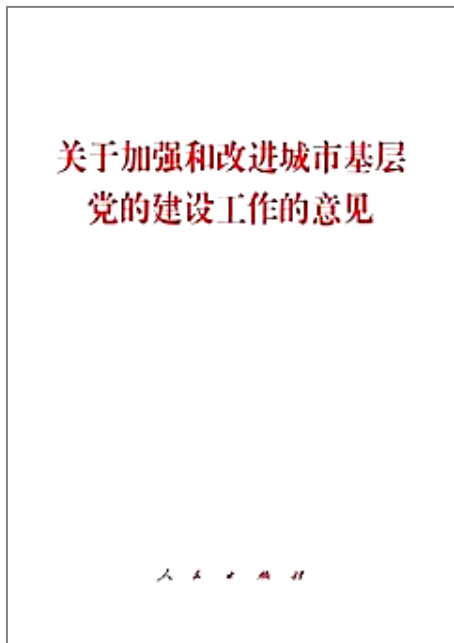 关于加强和改进城市基层
党的建设工作的意见
人民出版社